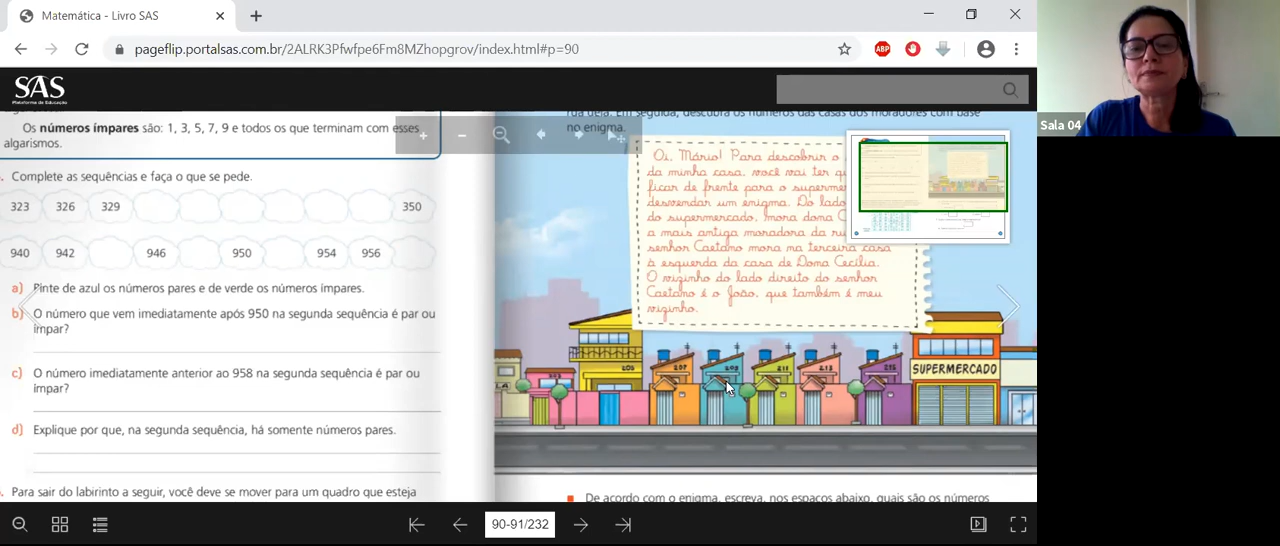 Matemática - Livro SAS
pageflip.portalsas.com.br/2ALRK3Pfwfpe6Fm8MZhopgrov/index.html#p=90
ABP
SAS
Plataforma de Educação
Os números ímpares são: 1, 3, 5, 7, 9 e todos os que terminam com esses
algarismos.
Complete as sequências e faça o que se pede.
323 326 329 350
940 942 946 950 954 956
a) Pinte de azul os números pares e de verde os números ímpares.
b) O número que vem imediatamente após 950 na segunda sequência é par ou
ímpar?
c) O número imediatamente anterior ao 958 na segunda sequência é par ou
ímpar?
d) Explique por que, na segunda sequência, há somente números pares.
Para sair do labirinto a seguir, você deve se mover para um quadro que esteja
rua dela. Em seguida, descubra os números das casas dos moradores com base
no enigma.
Oi, Mário! Para descobrir o
da minha casa, você vai ter
ficar de frente para o
desvendar um enigma. Do lado
do supermercado, mora dona
a mais antiga moradora da
senhor Caetano mora na terceira casa
à esquerda da casa de Dona Cecília.
O vizinho do lado direito do senhor
Caetano é o João, que também é meu
vizinho.
205 207 211 213 215
SUPERMERCADO
De acordo com o enigma, escreva, nos espaços abaixo, quais são os números
90-91/232
Sala 04